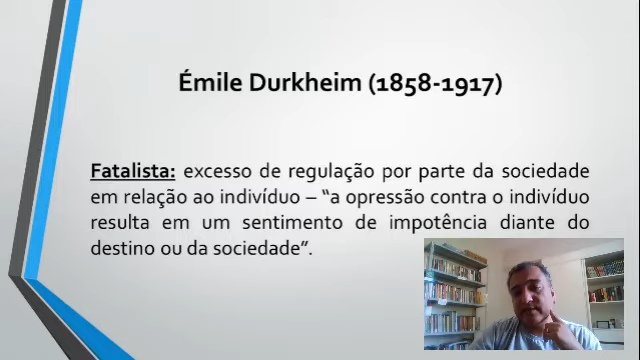 Émile Durkheim (1858-1917)
Fatalista: excesso de regulação por parte da sociedade
em relação ao indivíduo – “a opressão contra o indivíduo
resulta em um sentimento de impotência diante do
destino ou da sociedade”.